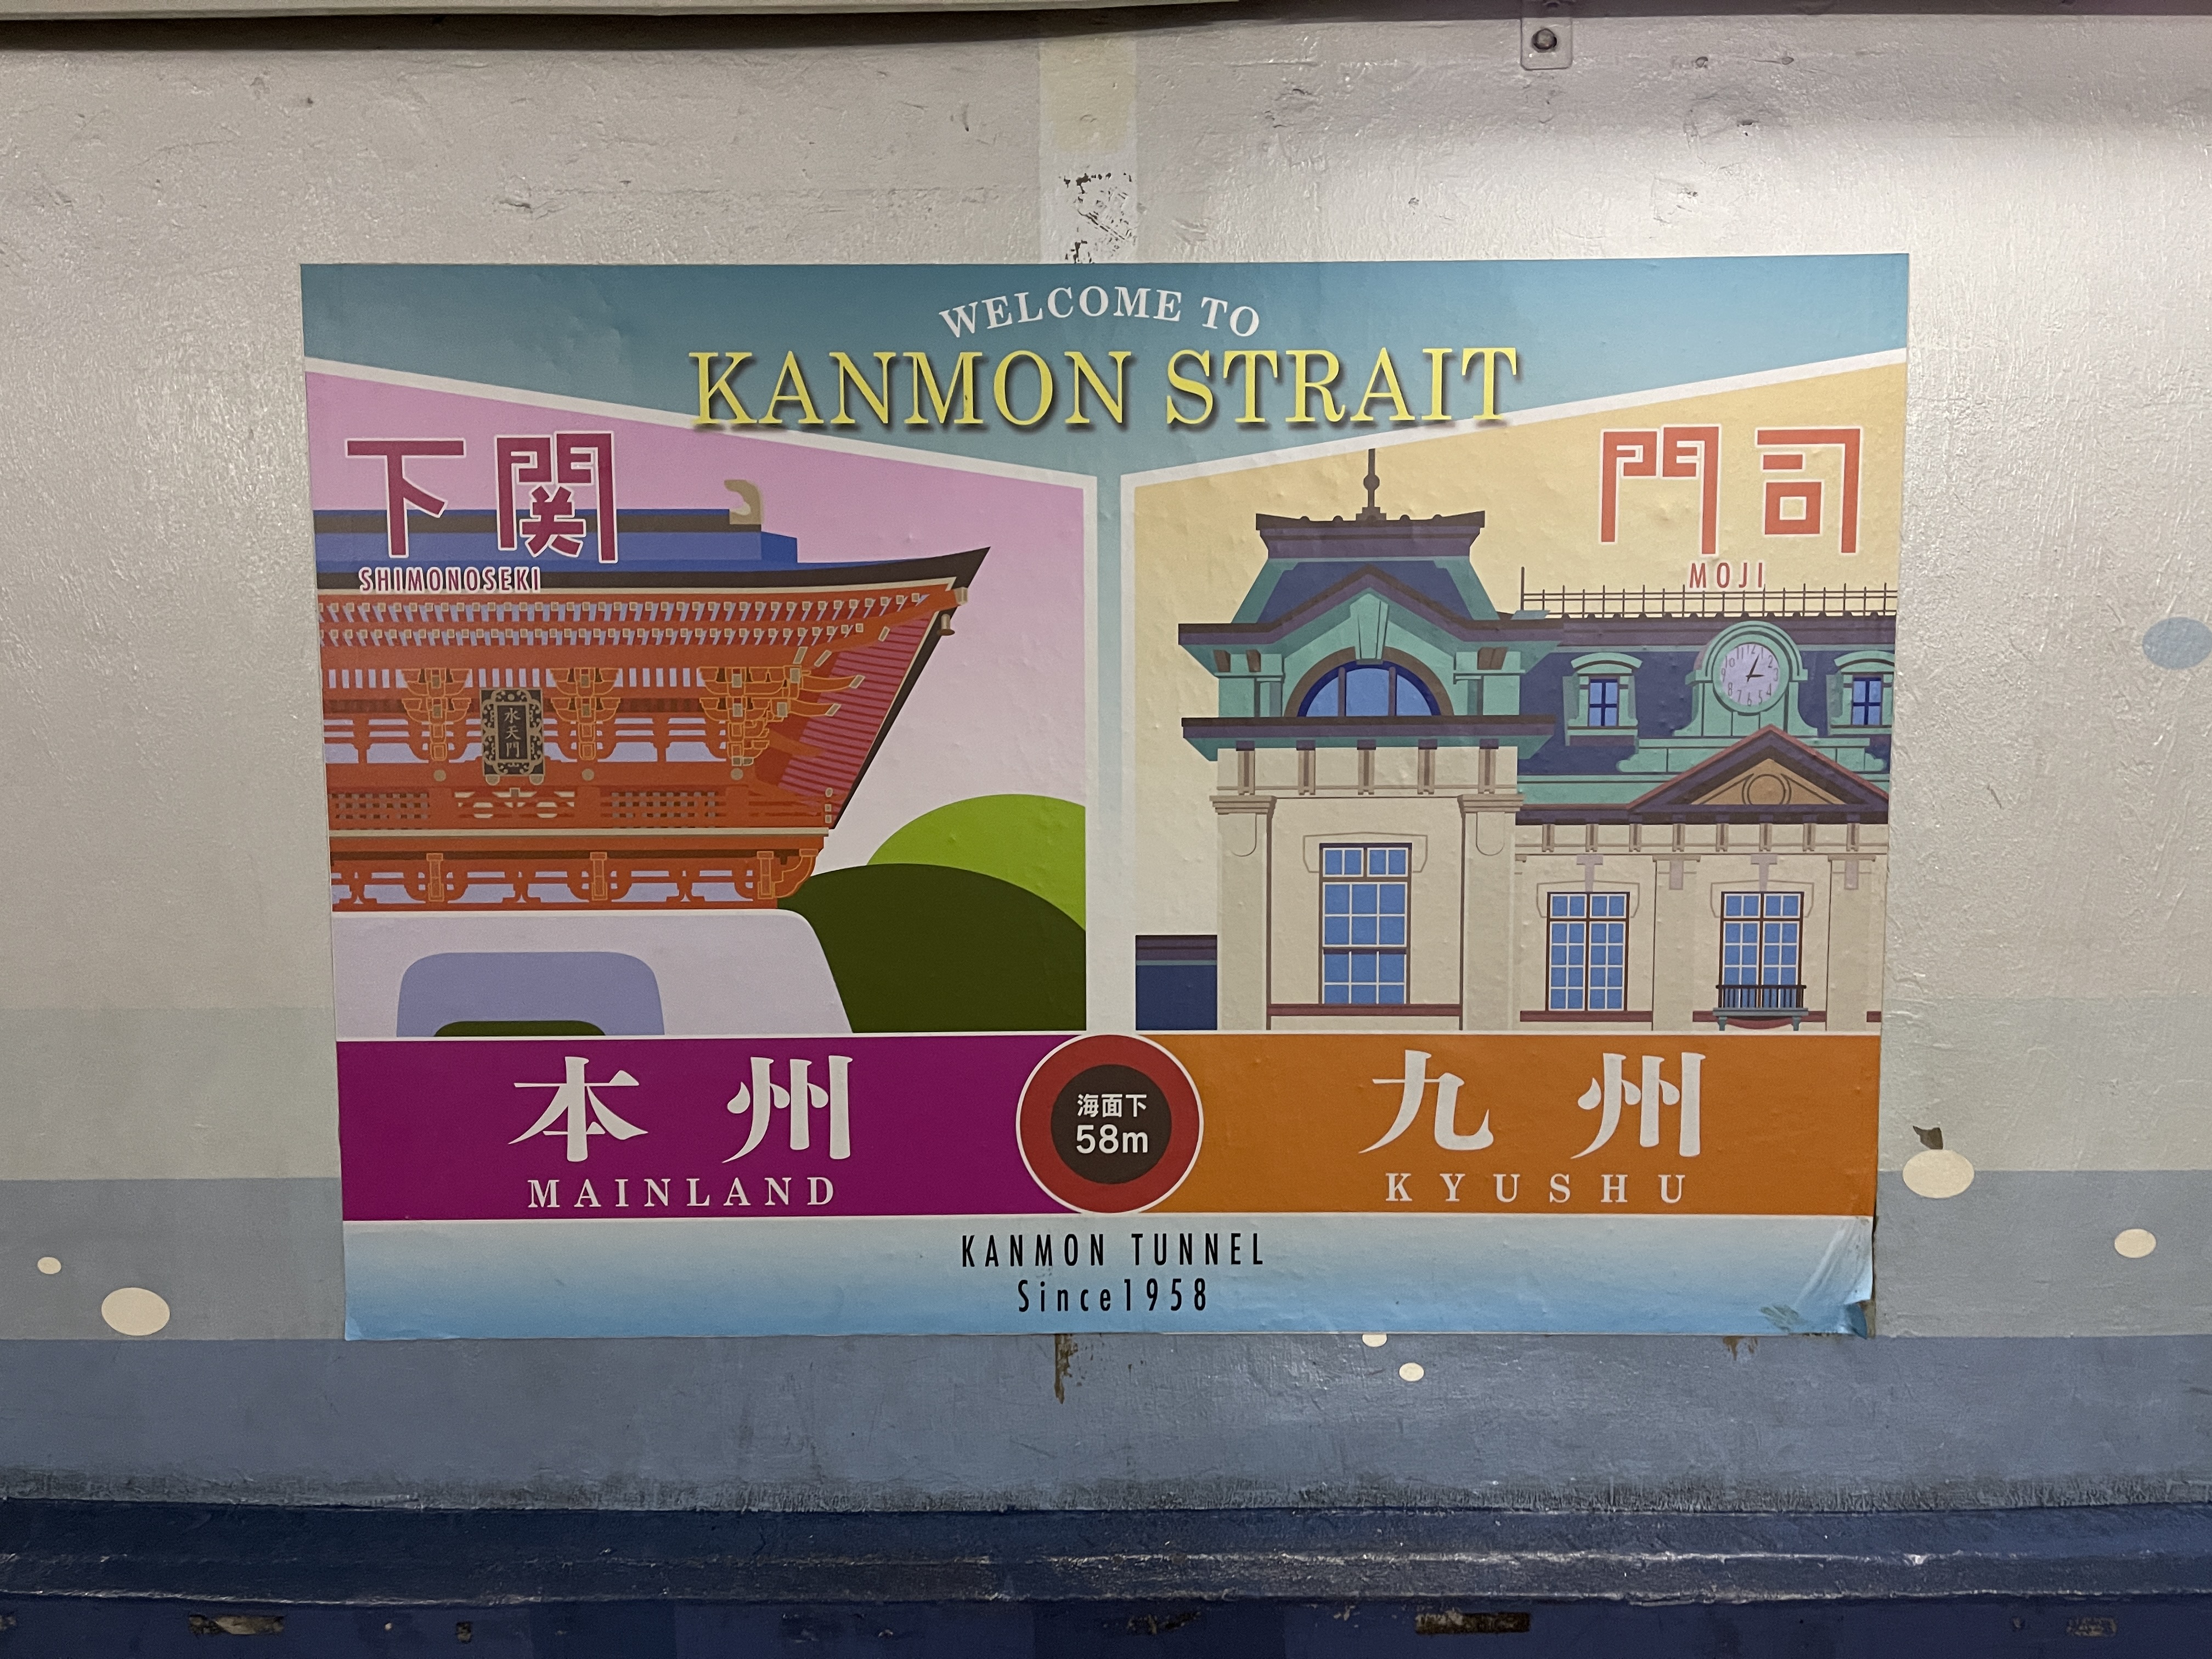 WELCOME TO
KANMON STRAIT
下関
SHIMONOSEKI
水天門
門司
MOJI
本州
MAINLAND
海面下
58m
九州
KYUSHU
KANMON TUNNEL
Since1958